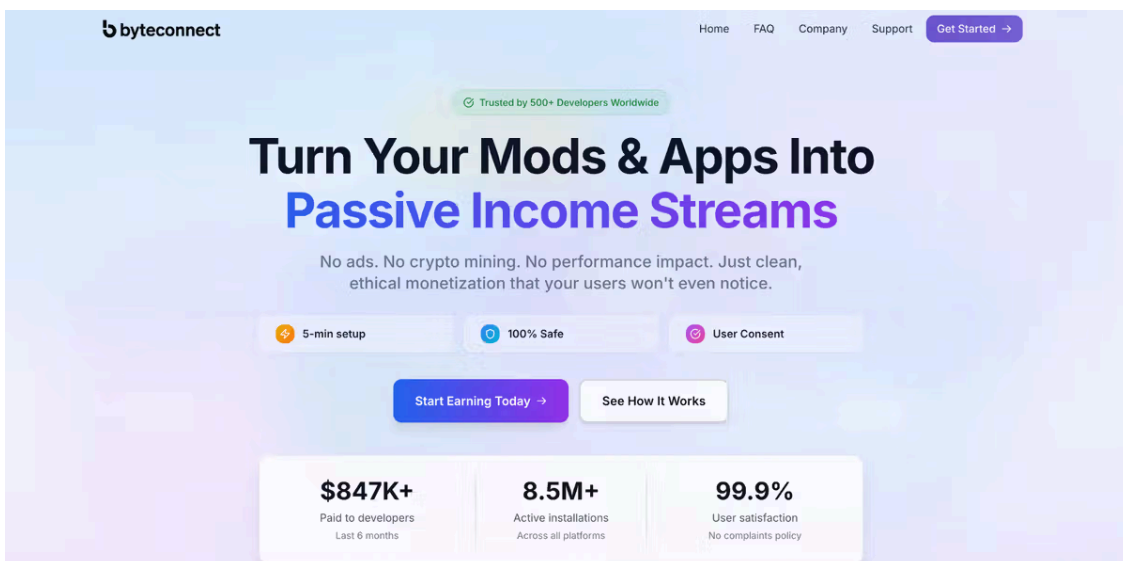 byteconnect
Home FAQ Company Support Get Started →
Trusted by 500+ Developers Worldwide
Turn Your Mods & Apps Into
Passive Income Streams
No ads. No crypto mining. No performance impact. Just clean,
ethical monetization that your users won't even notice.
5-min setup 100% Safe User Consent
Start Earning Today → See How It Works
$847K+ 8.5M+ 99.9%
Paid to developers Active installations User satisfaction
Last 6 months Across all platforms No complaints policy